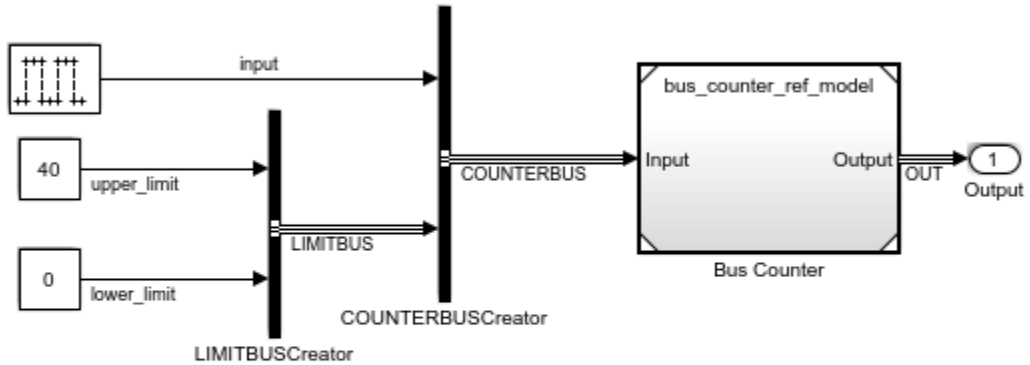 input
40
upper_limit
0
lower_limit
LIMITBUS
LIMITBUSCreator
COUNTERBUS
COUNTERBUSCreator
bus_counter_ref_model
Input
Output
Bus Counter
OUT
1
Output